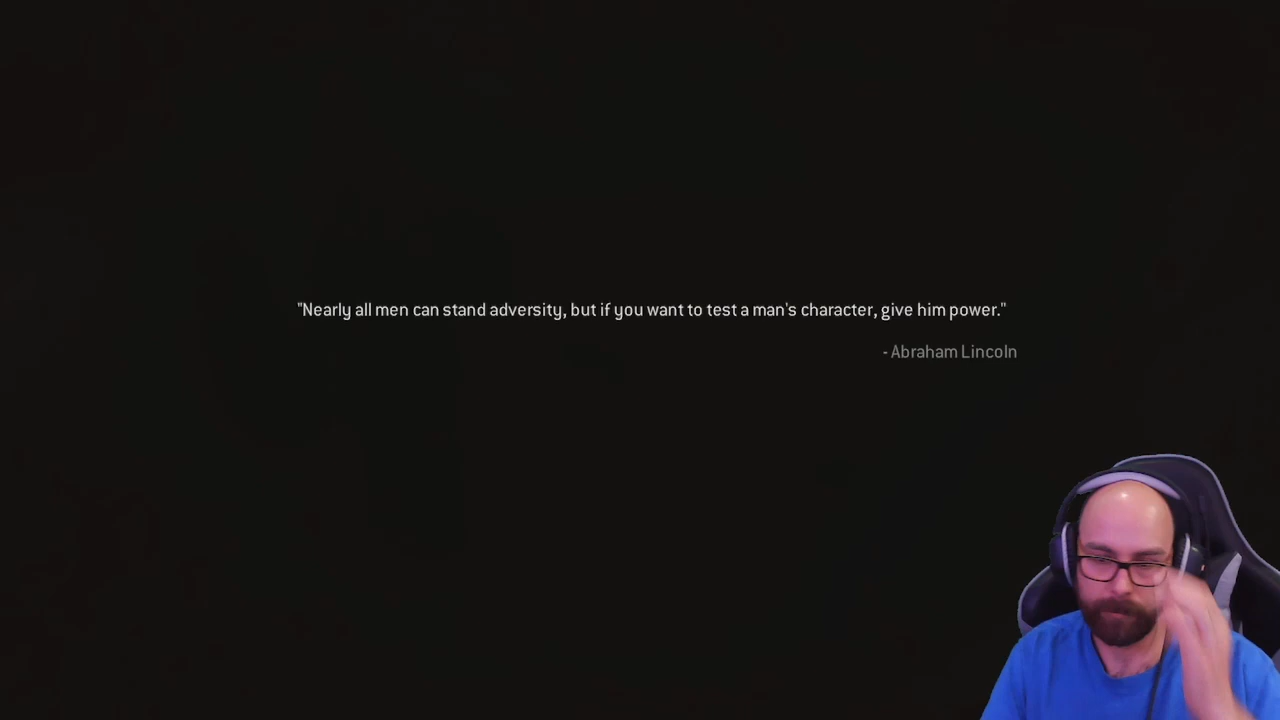 "Nearly all men can stand adversity, but if you want to test a man's character, give him power."
- Abraham Lincoln